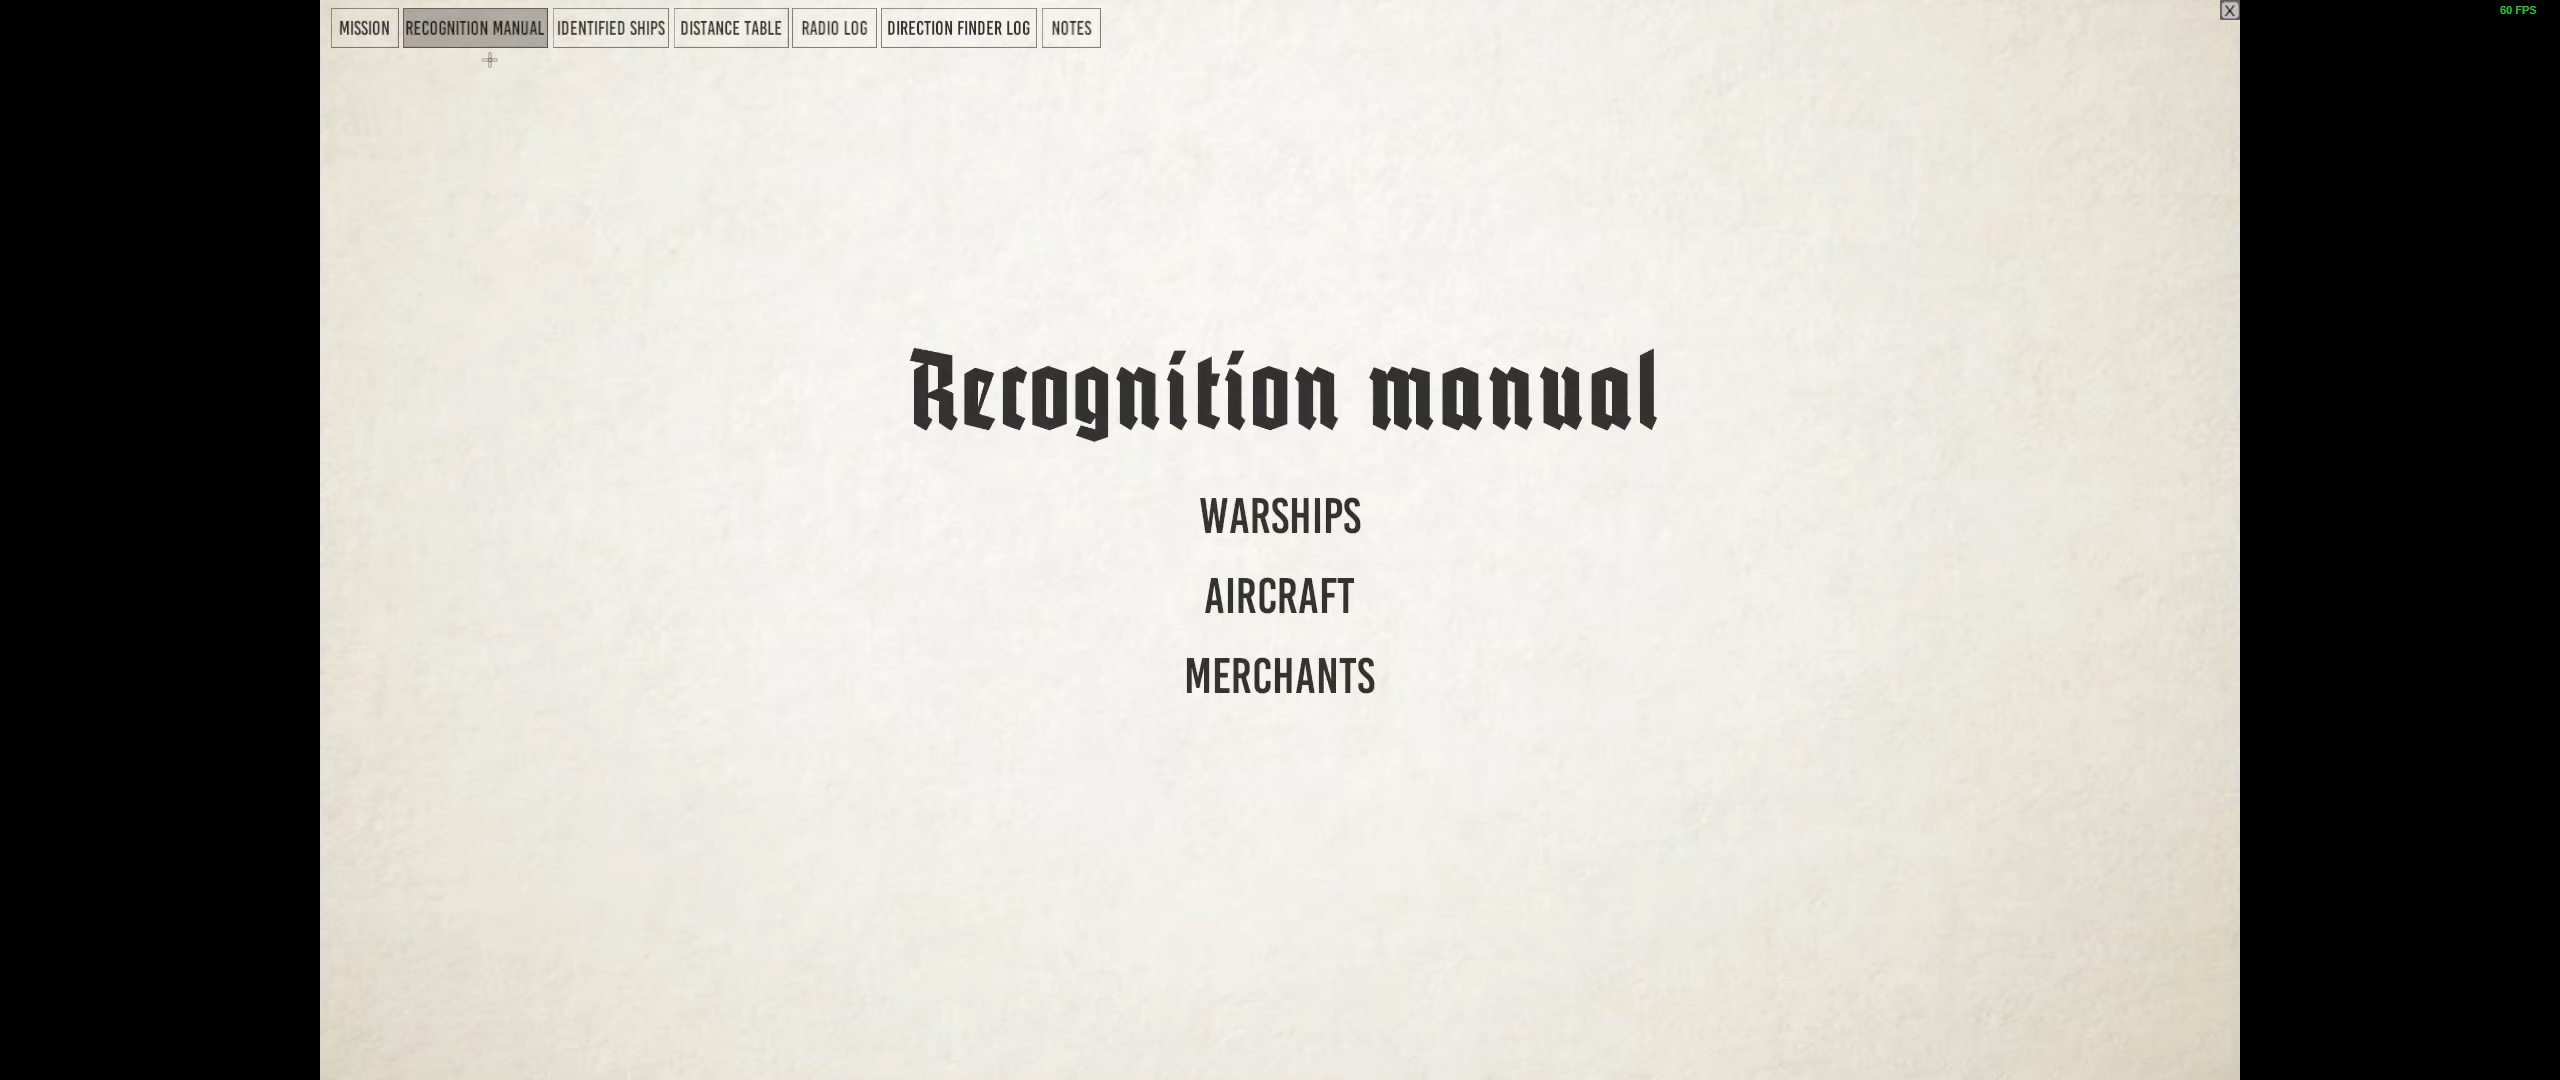 MISSION RECOGNITION MANUAL IDENTIFIED SHIPS DISTANCE TABLE RADIO LOG DIRECTION FINDER LOG NOTES X 60 FPS
Recognition manual
WARSHIPS
AIRCRAFT
MERCHANTS